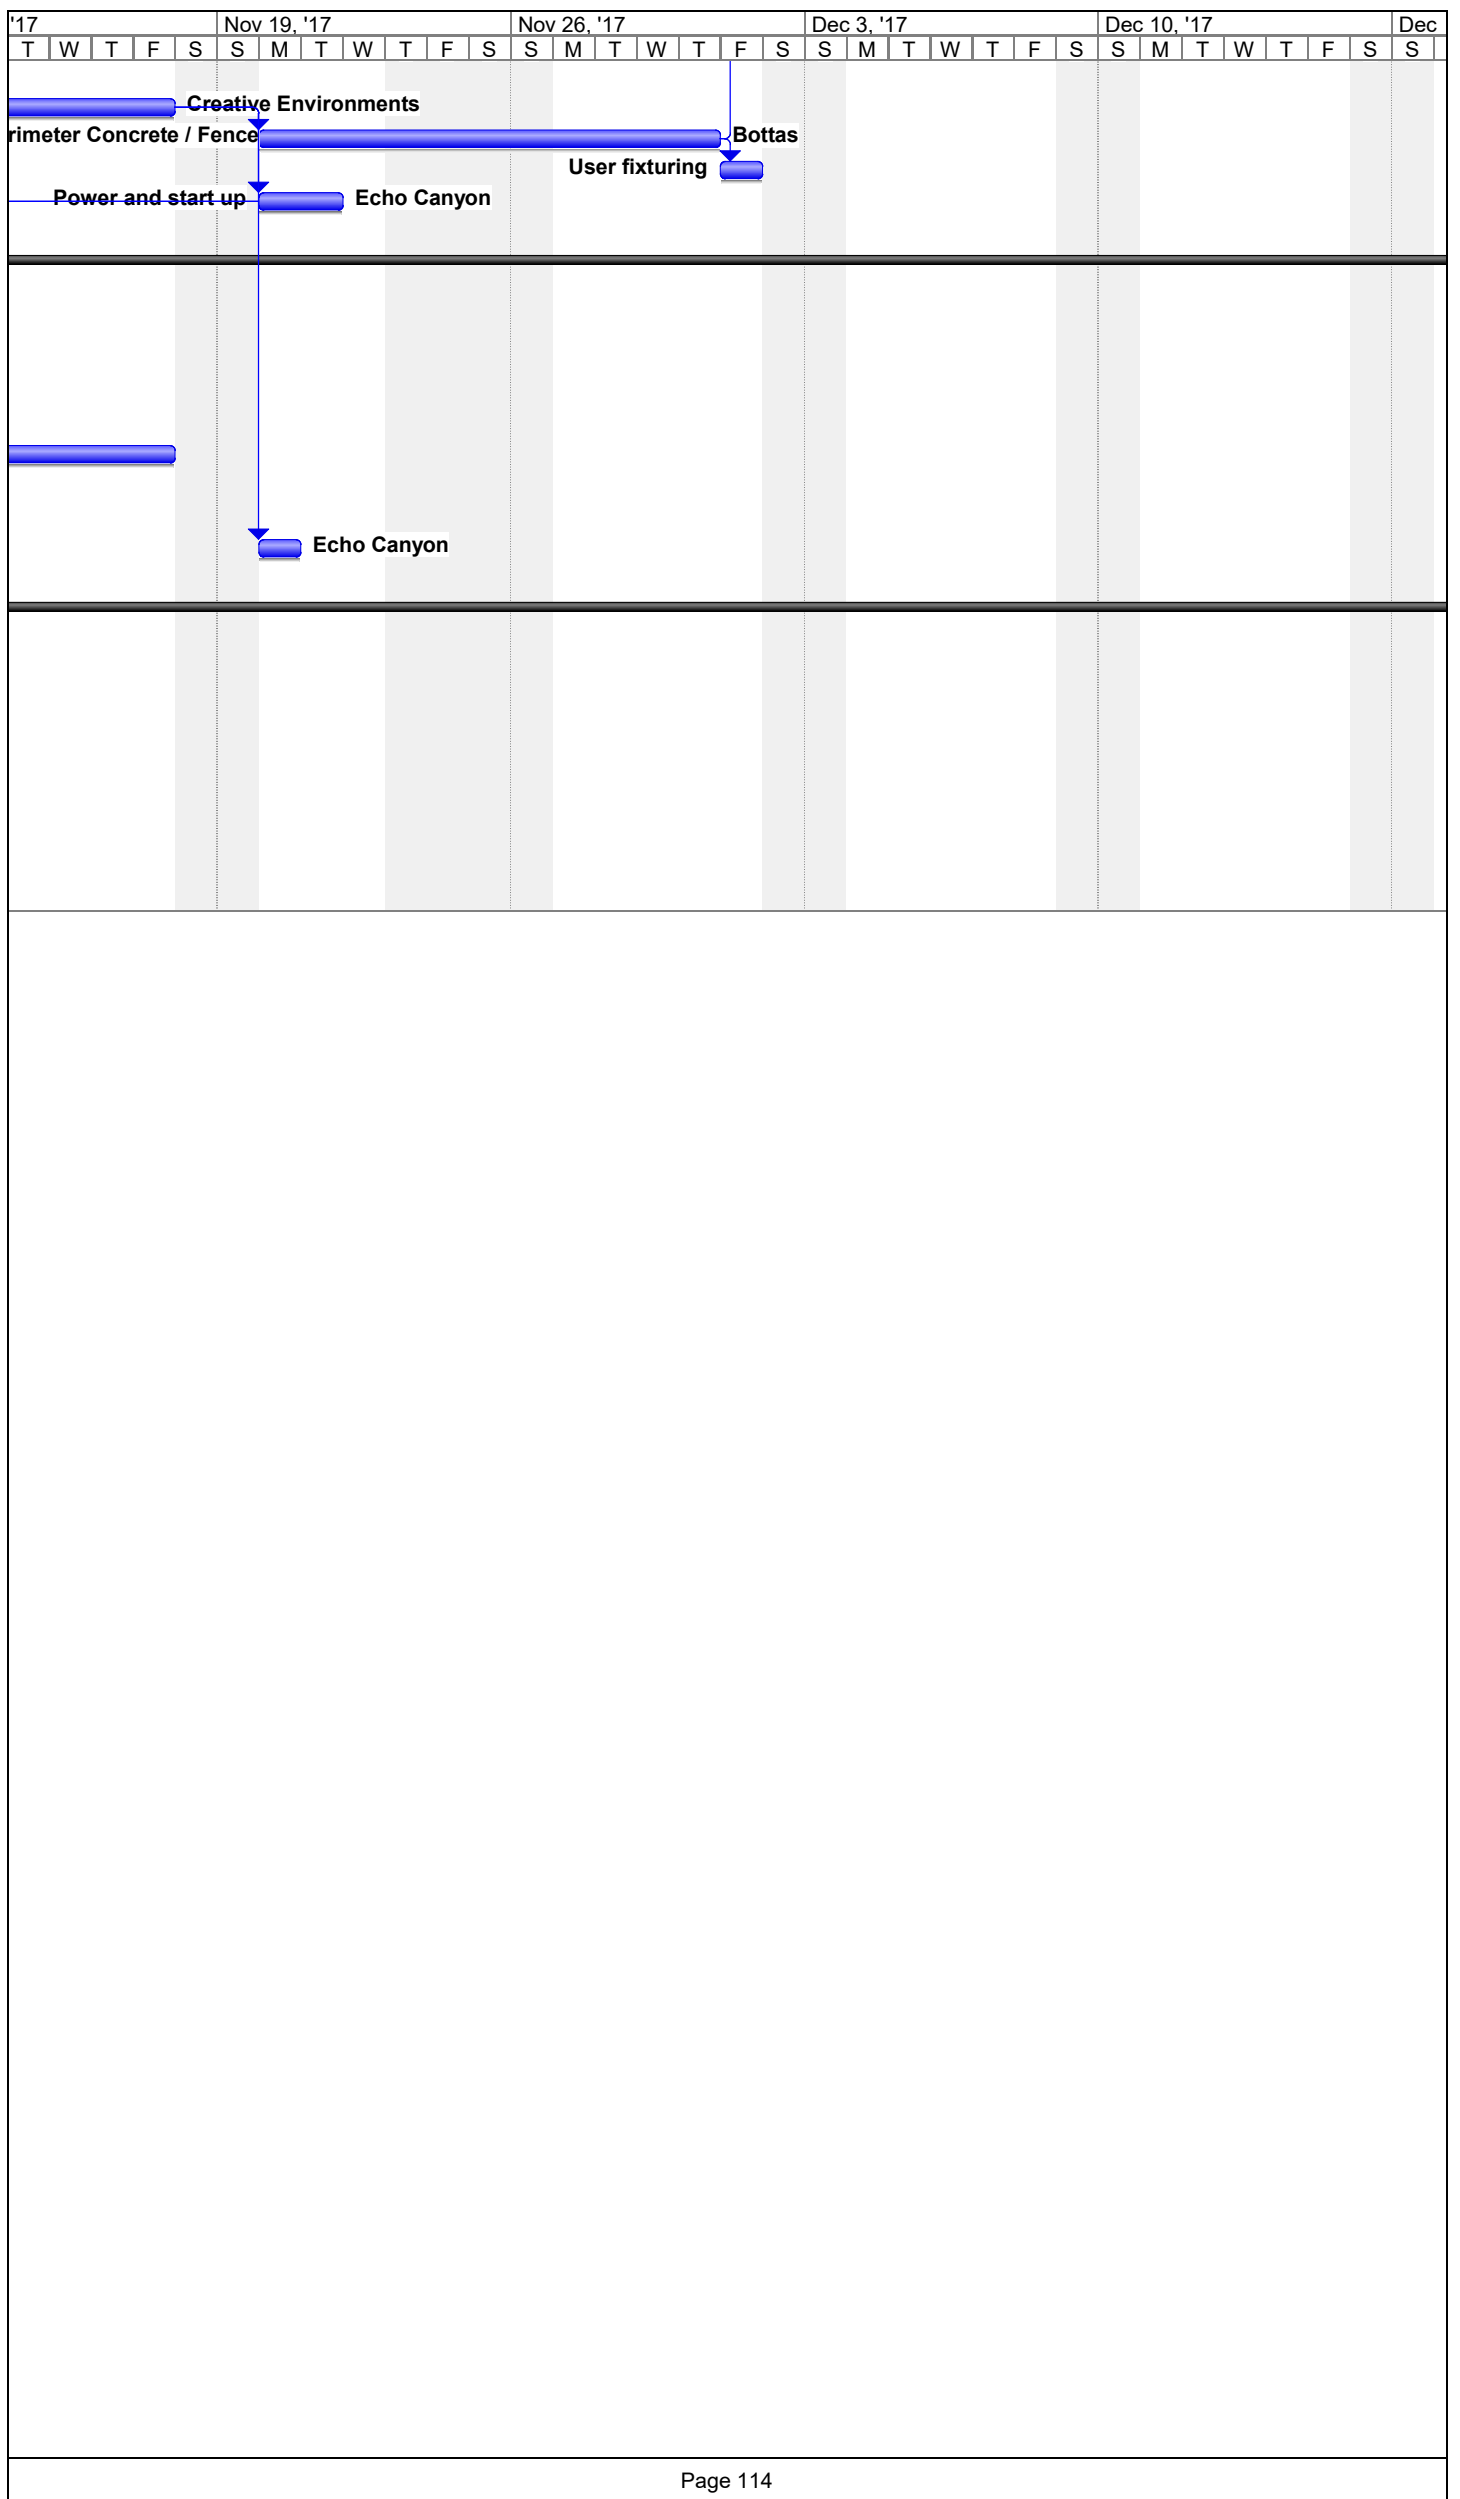 '17 Nov 19, '17 Nov 26, '17 Dec 3, '17 Dec 10, '17 Dec
T W T F S S M T W T F S S M T W T F S S M T W T F S S M T W T F S S
Creative Environments
rimeter Concrete / Fence Bottas
User fixturing
Power and start up Echo Canyon
Echo Canyon
Page 114